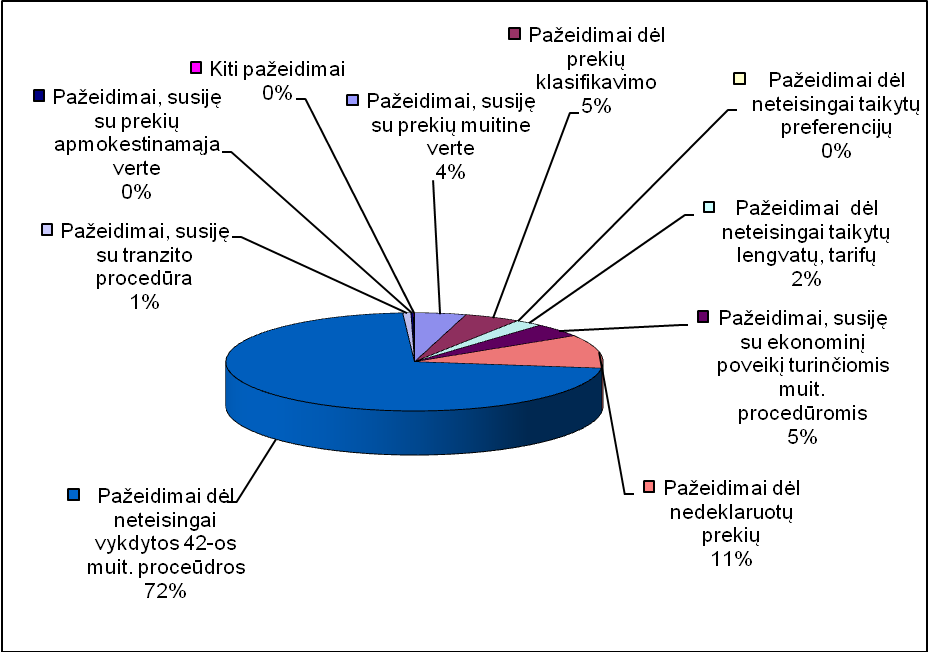 Pažeidimai dėl
prekių
klasifikavimo
5%
Kiti pažeidimai
0%
Pažeidimai, susiję
su prekių
apmokestinamąja
verte
0%
Pažeidimai, susiję
su prekių muitine
verte
4%
Pažeidimai dėl
neteisingai taikytų
preferencijų
0%
Pažeidimai, susiję
su tranzito
procedūra
1%
Pažeidimai dėl
neteisingai taikytų
lengvatų, tarifų
2%
Pažeidimai, susiję
su ekonominį
poveikį turinčiomis
muit.
procedūromis
5%
Pažeidimai dėl
neteisingai
vykdytos 42-os
muit. proceūdros
72%
Pažeidimai dėl
nedeklaruotų
prekių
11%